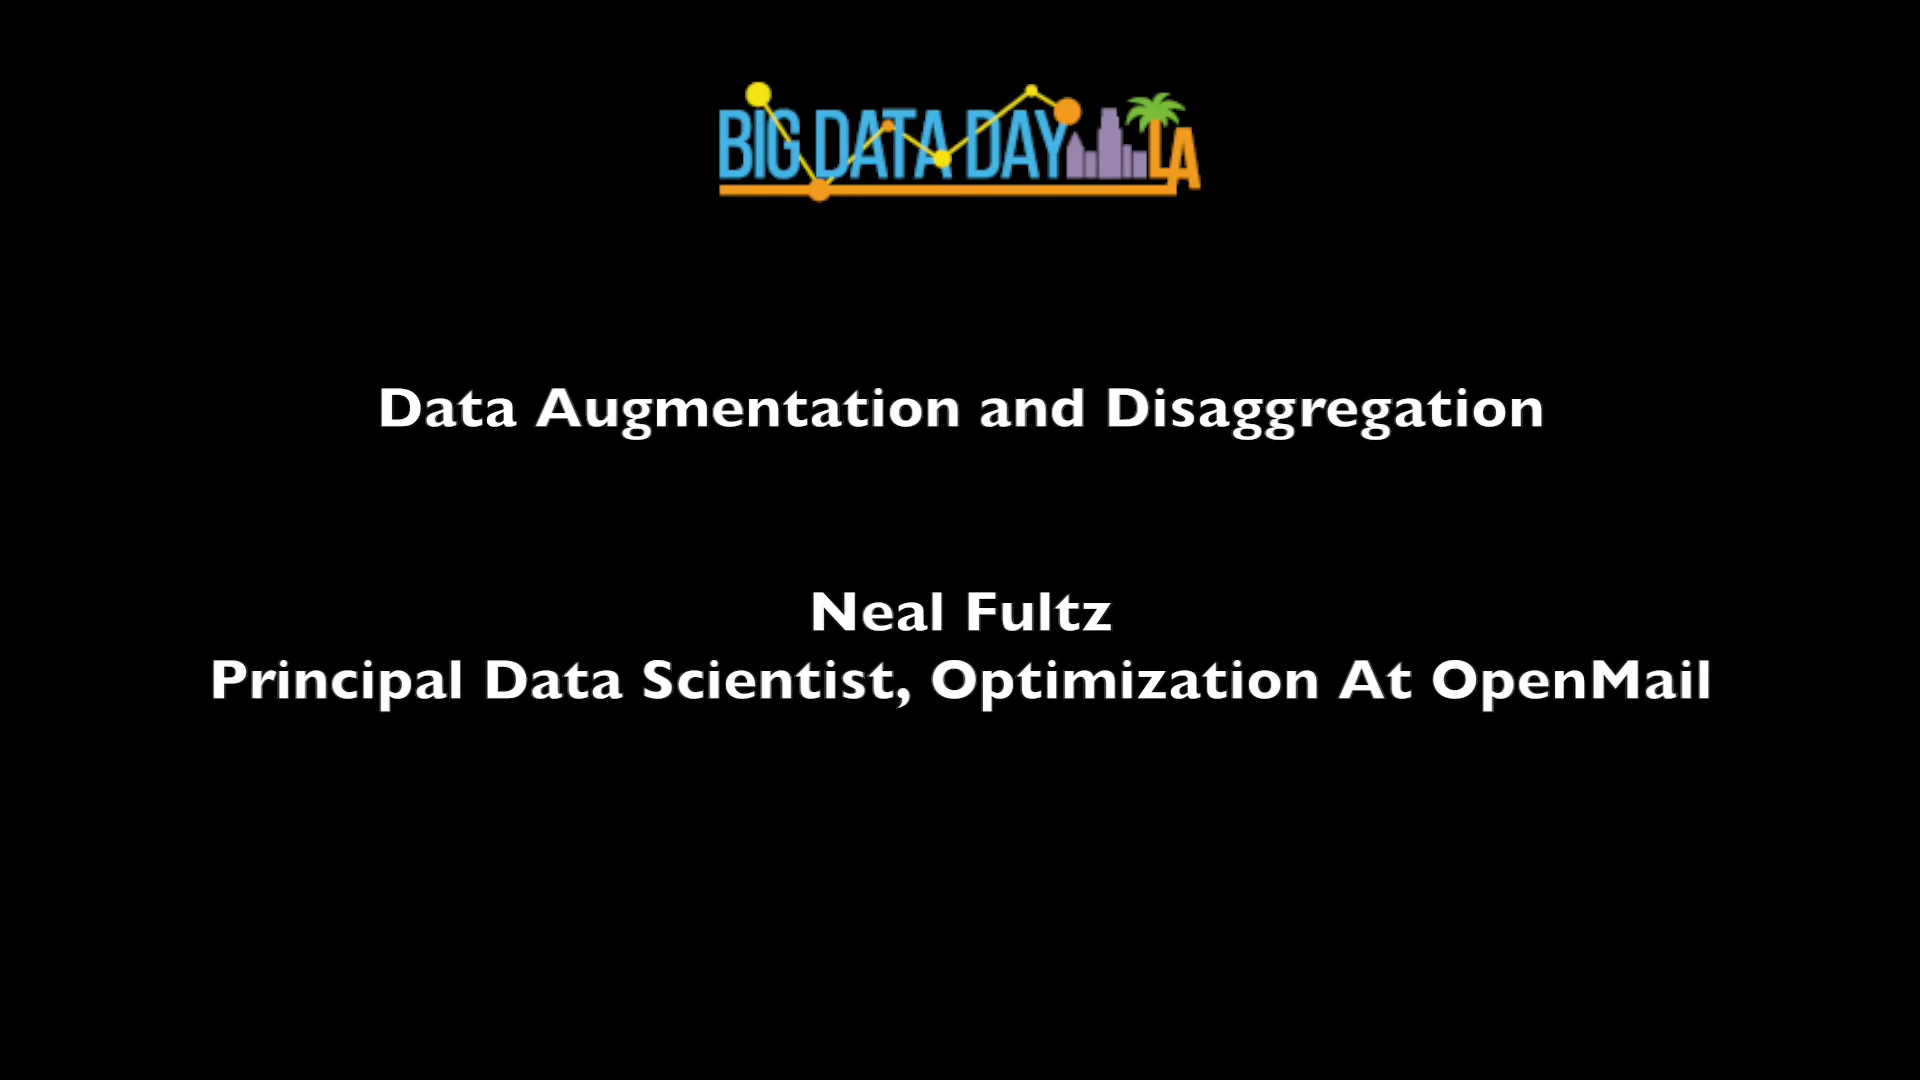 BIG DATA DAY LA
Data Augmentation and Disaggregation
Neal Fultz
Principal Data Scientist, Optimization At OpenMail